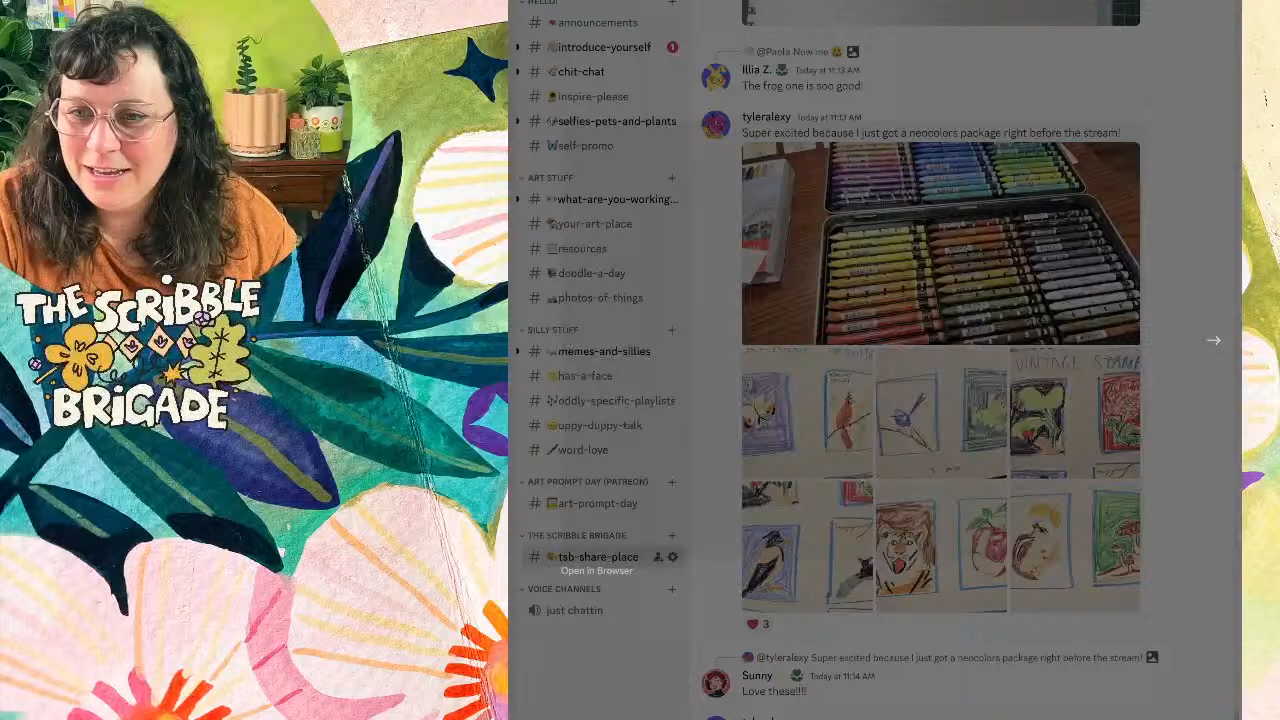 THE SCRIBBLE
BRIGADE
HELLO!
announcements
introduce-yourself 1
chit-chat
inspire-please
selfies-pets-and-plants
self-promo
ART STUFF
what-are-you-working...
your-art-place
resources
doodle-a-day
photos-of-things
SILLY STUFF
memes-and-sillies
has-a-face
oddly-specific-playlists
uppy-duppy-talk
word-love
ART PROMPT DAY (PATREON)
art-prompt-day
THE SCRIBBLE BRIGADE
tsb-share-place
Open in Browser
VOICE CHANNELS
just chattin
@Paola Now me
Illia Z. Today at 11:13 AM
The frog one is soo good!
tyleralexy Today at 11:13 AM
Super excited because I just got a neocolors package right before the stream!
VINTAGE STAMP
3
@tyleralexy Super excited because I just got a neocolors package right before the stream!
Sunny Today at 11:14 AM
Love these!!!!